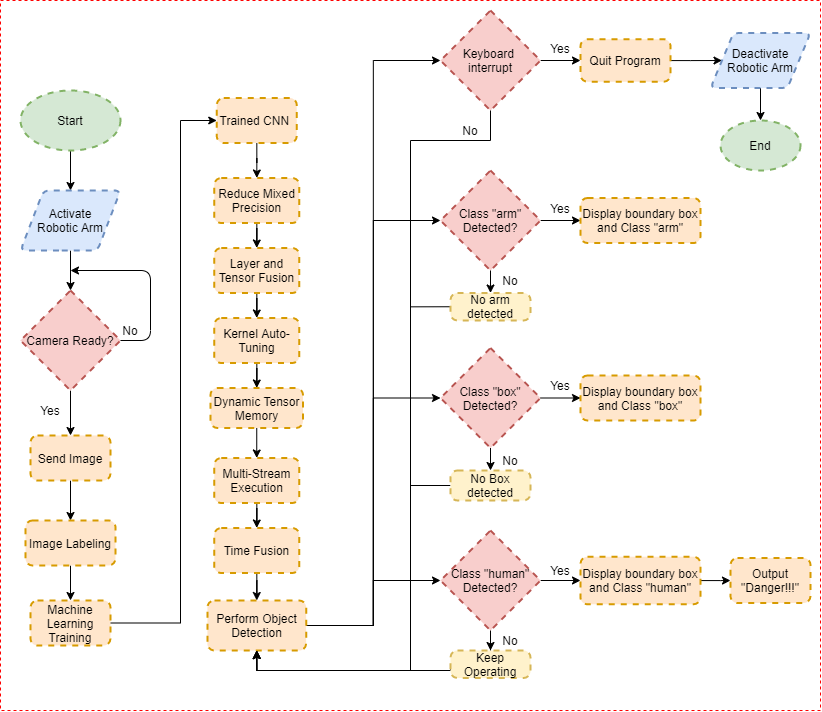 Start
Activate
Robotic Arm
Camera Ready?
No
Yes
Send Image
Image Labeling
Machine
Learning
Training
Trained CNN
Reduce Mixed
Precision
Layer and
Tensor Fusion
Kernel Auto-
Tuning
Dynamic Tensor
Memory
Multi-Stream
Execution
Time Fusion
Perform Object
Detection
Keyboard
interrupt
Yes
No
Quit Program
Deactivate
Robotic Arm
End
Class "arm"
Detected?
Yes
No
Display boundary box
and Class "arm"
No arm
detected
Class "box"
Detected?
Yes
No
Display boundary box
and Class "box"
No Box
detected
Class "human"
Detected?
Yes
No
Display boundary box
and Class "human"
Output
"Danger!!!"
Keep
Operating